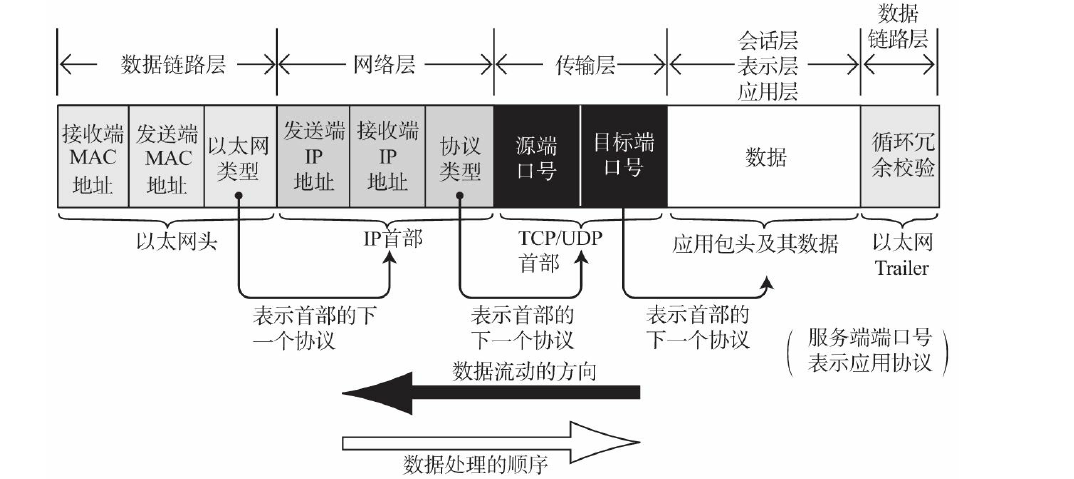 数据链路层
网络层
传输层
会话层
表示层
应用层
数据
链路层
接收端
MAC
地址
发送端
MAC
地址
以太网
类型
发送端
IP
地址
接收端
IP
地址
协议
类型
源端
口号
目标端
口号
数据
循环冗
余校验
以太网头
IP首部
TCP/UDP
首部
应用包头及其数据
以太网
Trailer
表示首部的下
一个协议
表示首部的
下一个协议
表示首部的
下一个协议
(服务端端口号
表示应用协议)
数据流动的方向
数据处理的顺序